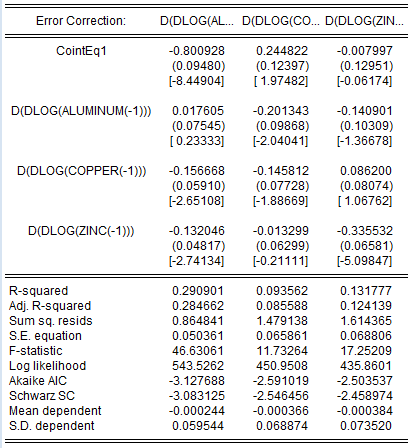 Error Correction: D(DLOG(AL... D(DLOG(CO... D(DLOG(ZIN...
CointEq1 -0.800928 0.244822 -0.007997
(0.09480) (0.12397) (0.12951)
[-8.44904] [ 1.97482] [-0.06174]
D(DLOG(ALUMINUM(-1))) 0.017605 -0.201343 -0.140901
(0.07545) (0.09868) (0.10309)
[ 0.23333] [-2.04041] [-1.36678]
D(DLOG(COPPER(-1))) -0.156668 -0.145812 0.086200
(0.05910) (0.07728) (0.08074)
[-2.65108] [-1.88669] [ 1.06762]
D(DLOG(ZINC(-1))) -0.132046 -0.013299 -0.335532
(0.04817) (0.06299) (0.06581)
[-2.74134] [-0.21111] [-5.09847]
R-squared 0.290901 0.093562 0.131777
Adj. R-squared 0.284662 0.085588 0.124139
Sum sq. resids 0.864841 1.479138 1.614365
S.E. equation 0.050361 0.065861 0.068806
F-statistic 46.63061 11.73264 17.25209
Log likelihood 543.5262 450.9508 435.8601
Akaike AIC -3.127688 -2.591019 -2.503537
Schwarz SC -3.083125 -2.546456 -2.458974
Mean dependent -0.000244 -0.000366 -0.000384
S.D. dependent 0.059544 0.068874 0.073520